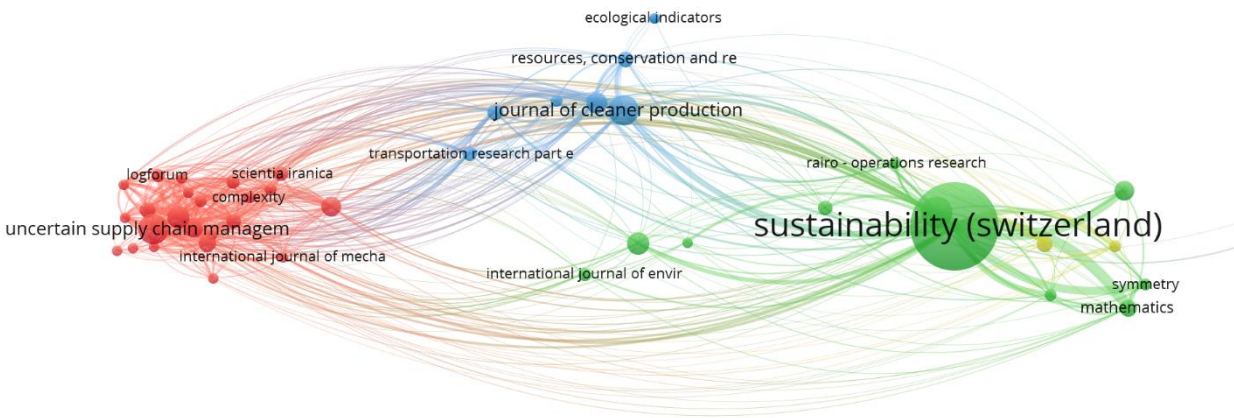 ecological indicators
resources, conservation and re
journal of cleaner production
transportation research part e
rairo - operations research
logforum
scientia iranica
complexity
uncertain supply chain managem
sustainability (switzerland)
international journal of mecha
international journal of envir
symmetry
mathematics